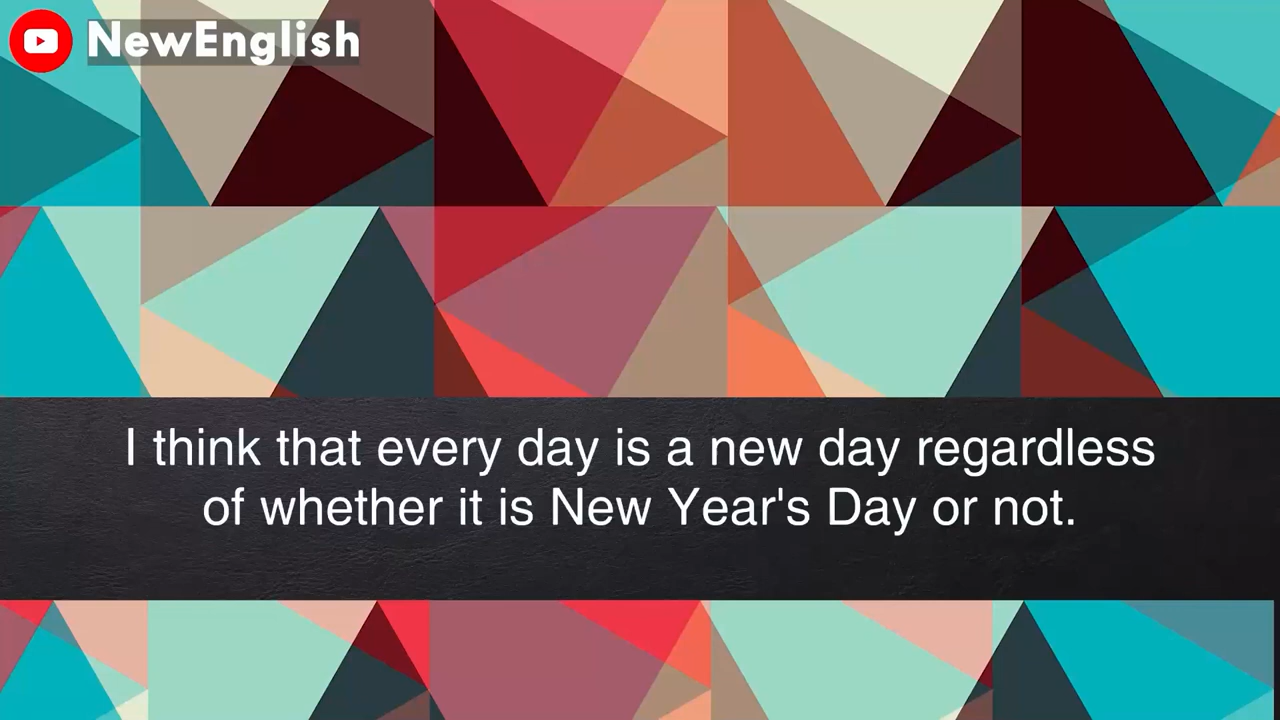 NewEnglish
I think that every day is a new day regardless
of whether it is New Year's Day or not.